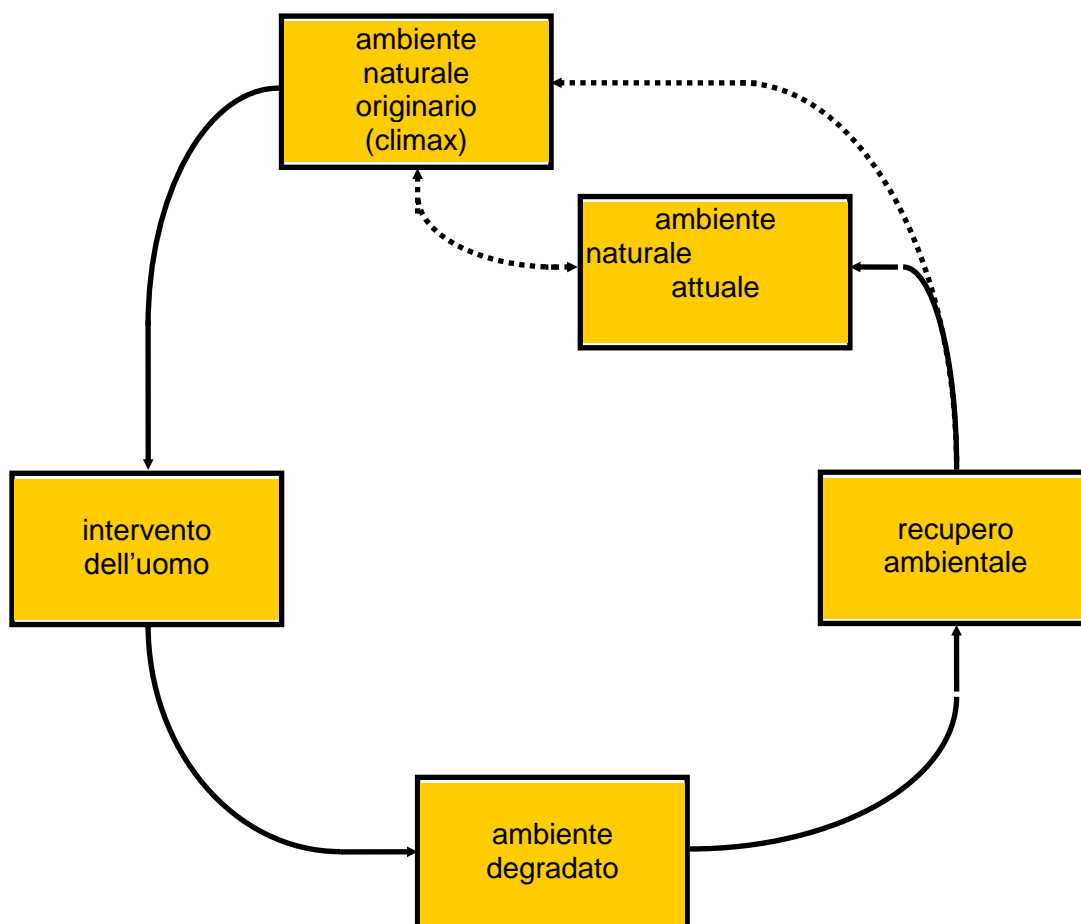 ambiente
naturale
originario
(climax)
ambiente
naturale
attuale
intervento
dell’uomo
recupero
ambientale
ambiente
degradato